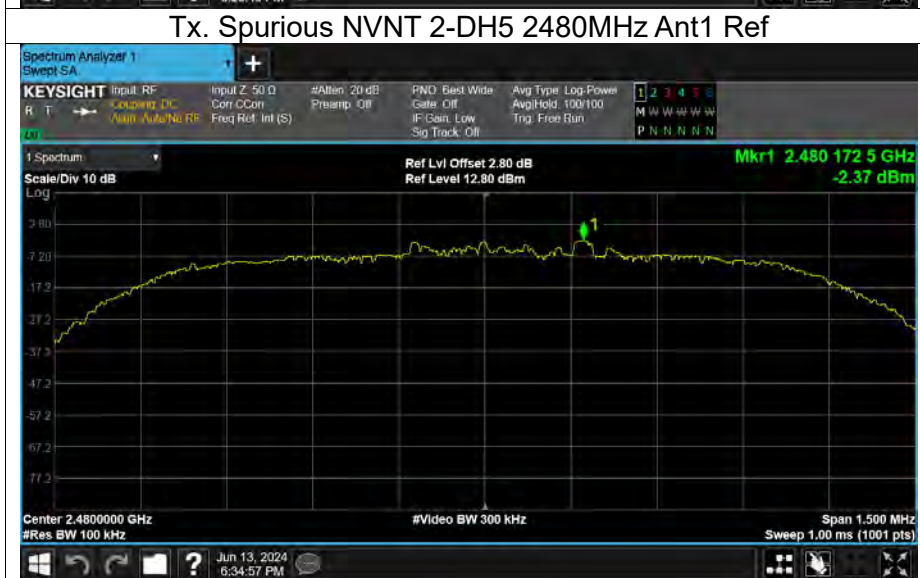 Tx. Spurious NVNT 2-DH5 2480MHz Ant1 Ref
Spectrum Analyzer 1
Swept SA
+
KEYSIGHT Input: RF Input Z: 50 Ω #Atten: 20 dB PNO: Best Wide Avg Type: Log-Power 1 2 3 4 5 6
R T Coupling: DC Corr CCorr Preamp: Off Gate: Off Avg|Hold: 100/100 M W W W W W
Align: Auto/No RF Freq Ref: Int (S) IF Gain: Low Trig: Free Run
Sig Track: Off P N N N N N
1 Spectrum Ref Lvl Offset 2.80 dB Mkr1 2.480 172 5 GHz
Scale/Div 10 dB Ref Level 12.80 dBm -2.37 dBm
Log
2.80
1
-7.20
-17.2
-27.2
-37.2
-47.2
-57.2
-67.2
-77.2
Center 2.4800000 GHz #Video BW 300 kHz Span 1.500 MHz
#Res BW 100 kHz Sweep 1.00 ms (1001 pts)
? Jun 13, 2024
6:34:57 PM